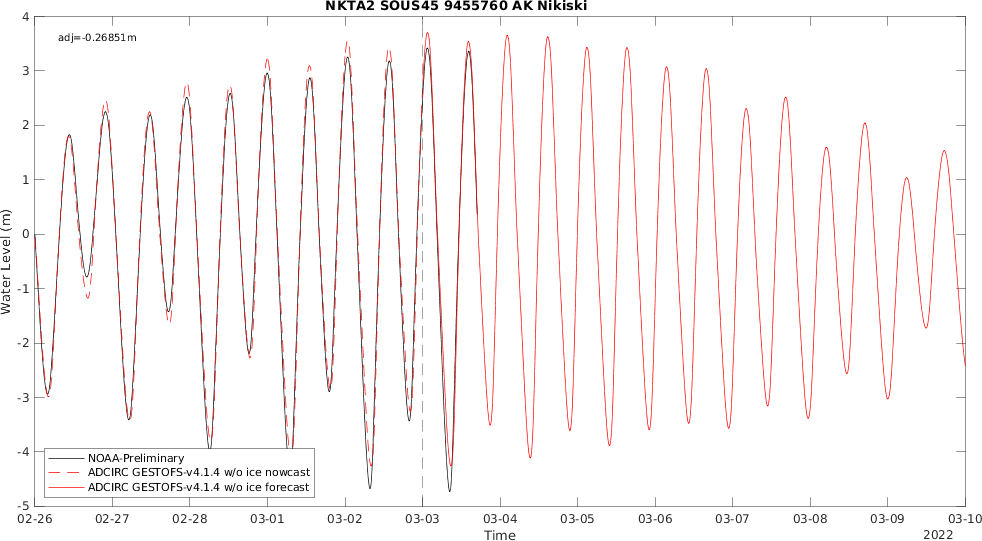 NKTA2 SOUS45 9455760 AK Nikiski
adj=-0.26851m
4
3
2
1
0
-1
-2
-3
-4
-5
Water Level (m)
NOAA-Preliminary
ADCIRC GESTOFS-v4.1.4 w/o ice nowcast
ADCIRC GESTOFS-v4.1.4 w/o ice forecast
02-26 02-27 02-28 03-01 03-02 03-03 03-04 03-05 03-06 03-07 03-08 03-09 03-10
Time
2022